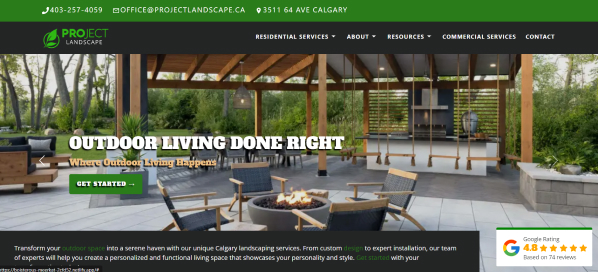 403-257-4059 OFFICE@PROJECTLANDSCAPE.CA 3511 64 AVE CALGARY
PROJECT
LANDSCAPE
RESIDENTIAL SERVICES ABOUT RESOURCES COMMERCIAL SERVICES CONTACT
OUTDOOR LIVING DONE RIGHT
Where Outdoor Living Happens
GET STARTED →
Transform your outdoor space into a serene haven with our unique Calgary landscaping services. From custom design to expert installation, our team
of experts will help you create a personalized and functional living space that showcases your personality and style. Get started with your
Google Rating
4.8
Based on 74 reviews